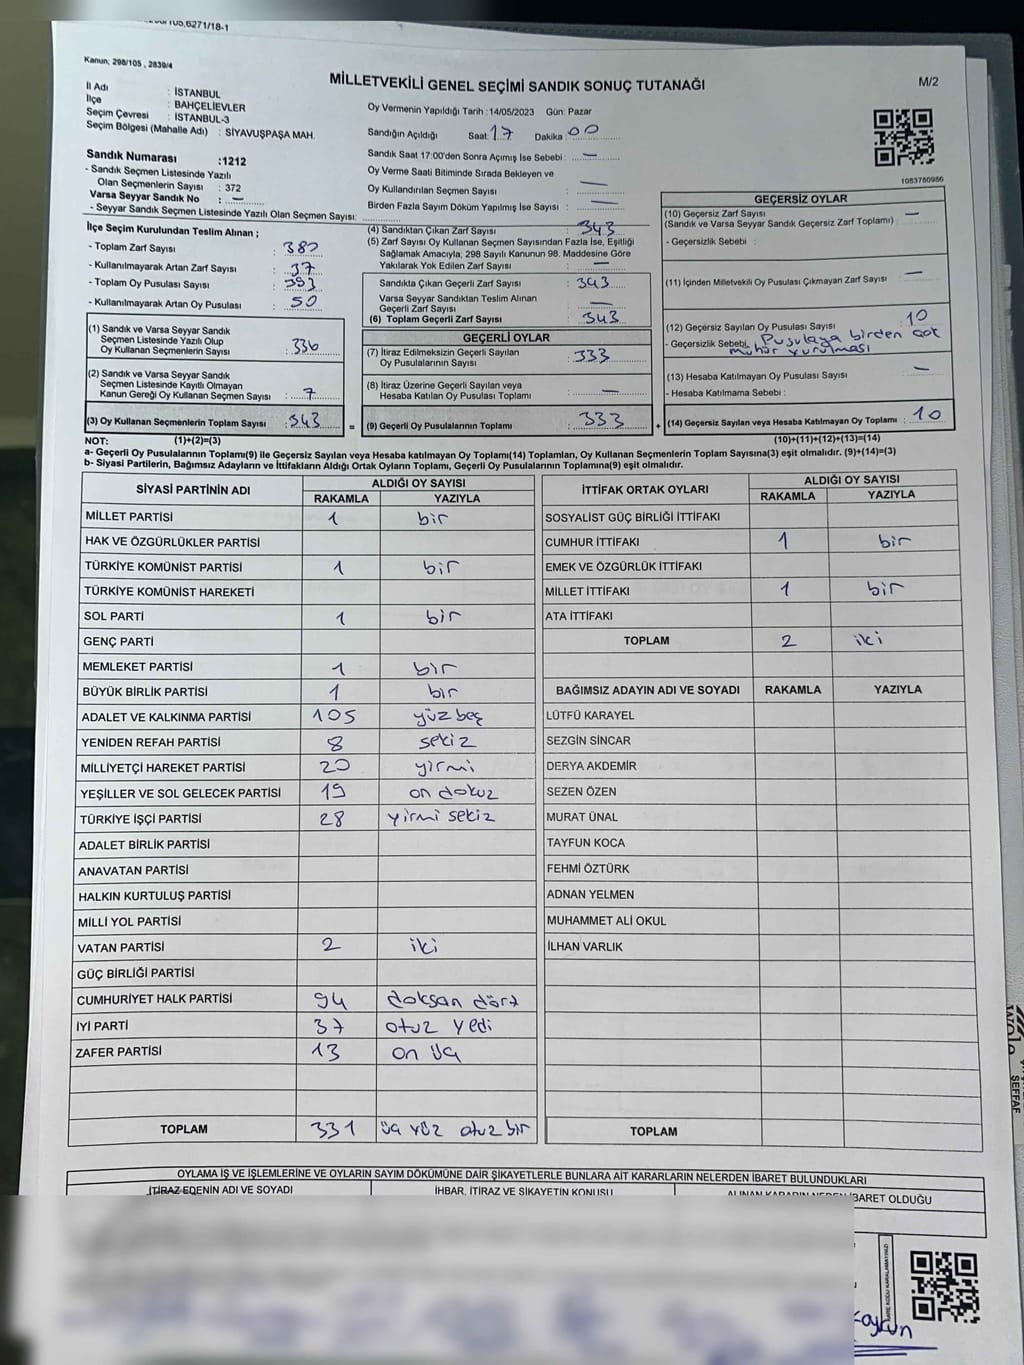 105,6271/18-1
Kanun; 298/105 , 2839/4
MİLLETVEKİLİ GENEL SEÇİMİ SANDIK SONUÇ TUTANAĞI
M/2
İl Adı : İSTANBUL
İlçe : BAHÇELİEVLER
Seçim Çevresi : İSTANBUL-3
Seçim Bölgesi (Mahalle Adı) : SİYAVUŞPAŞA MAH.
Oy Vermenin Yapıldığı Tarih :14/05/2023 Gün: Pazar
Sandığın Açıldığı Saat: 17 Dakika : 00
Sandık Saat 17:00'den Sonra Açımış İse Sebebi : —
Oy Verme Saati Bitiminde Sırada Bekleyen ve
Oy Kullandırılan Seçmen Sayısı : —
Birden Fazla Sayım Döküm Yapılmış İse Sayısı : —
1083780986
Sandık Numarası :1212
- Sandık Seçmen Listesinde Yazılı
Olan Seçmenlerin Sayısı : 372
Varsa Seyyar Sandık No : —
- Seyyar Sandık Seçmen Listesinde Yazılı Olan Seçmen Sayısı:
İlçe Seçim Kurulundan Teslim Alınan ;
- Toplam Zarf Sayısı : 380
- Kullanılmayarak Artan Zarf Sayısı : 37
- Toplam Oy Pusulası Sayısı : 393
- Kullanılmayarak Artan Oy Pusulası : 50
(1) Sandık ve Varsa Seyyar Sandık
Seçmen Listesinde Yazılı Olup
Oy Kullanan Seçmenlerin Sayısı : 336
(2) Sandık ve Varsa Seyyar Sandık
Seçmen Listesinde Kayıtlı Olmayan
Kanun Gereği Oy Kullanan Seçmen Sayısı : 7
(3) Oy Kullanan Seçmenlerin Toplam Sayısı : 343
(4) Sandıktan Çıkan Zarf Sayısı : 343
(5) Zarf Sayısı Oy Kullanan Seçmen Sayısından Fazla İse, Eşitliği
Sağlamak Amacıyla, 298 Sayılı Kanunun 98. Maddesine Göre
Yakılarak Yok Edilen Zarf Sayısı : —
Sandıkta Çıkan Geçerli Zarf Sayısı : 343
Varsa Seyyar Sandıktan Teslim Alınan
Geçerli Zarf Sayısı : —
(6) Toplam Geçerli Zarf Sayısı : 343
GEÇERLİ OYLAR
(7) İtiraz Edilmeksizin Geçerli Sayılan
Oy Pusulalarının Sayısı : 333
(8) İtiraz Üzerine Geçerli Sayılan veya
Hesaba Katılan Oy Pusulası Toplamı : —
= (9) Geçerli Oy Pusulalarının Toplamı : 333
GEÇERSİZ OYLAR
(10) Geçersiz Zarf Sayısı : —
(Sandık ve Varsa Seyyar Sandık Geçersiz Zarf Toplamı)
- Geçersizlik Sebebi :
(11) İçinden Milletvekili Oy Pusulası Çıkmayan Zarf Sayısı : —
(12) Geçersiz Sayılan Oy Pusulası Sayısı : 10
- Geçersizlik Sebebi: Pusulaya birden çok
mühür vurulması
(13) Hesaba Katılmayan Oy Pusulası Sayısı : —
- Hesaba Katılmama Sebebi :
+ (14) Geçersiz Sayılan veya Hesaba Katılmayan Oy Toplamı : 10
NOT: (1)+(2)=(3) (10)+(11)+(12)+(13)=(14)
a- Geçerli Oy Pusulalarının Toplamı(9) ile Geçersiz Sayılan veya Hesaba katılmayan Oy Toplamı(14) Toplamları, Oy Kullanan Seçmenlerin Toplam Sayısına(3) eşit olmalıdır. (9)+(14)=(3)
b- Siyasi Partilerin, Bağımsız Adayların ve İttifakların Aldığı Ortak Oyların Toplamı, Geçerli Oy Pusulalarının Toplamına(9) eşit olmalıdır.
SİYASİ PARTİNİN ADI ALDIĞI OY SAYISI
RAKAMLA YAZIYLA
MİLLET PARTİSİ 1 bir
HAK VE ÖZGÜRLÜKLER PARTİSİ
TÜRKİYE KOMÜNİST PARTİSİ 1 bir
TÜRKİYE KOMÜNİST HAREKETİ
SOL PARTİ 1 bir
GENÇ PARTİ
MEMLEKET PARTİSİ 1 bir
BÜYÜK BİRLİK PARTİSİ 1 bir
ADALET VE KALKINMA PARTİSİ 105 yüz beş
YENİDEN REFAH PARTİSİ 8 sekiz
MİLLİYETÇİ HAREKET PARTİSİ 20 yirmi
YEŞİLLER VE SOL GELECEK PARTİSİ 19 on dokuz
TÜRKİYE İŞÇİ PARTİSİ 28 yirmi sekiz
ADALET BİRLİK PARTİSİ
ANAVATAN PARTİSİ
HALKIN KURTULUŞ PARTİSİ
MİLLİ YOL PARTİSİ
VATAN PARTİSİ 2 iki
GÜÇ BİRLİĞİ PARTİSİ
CUMHURİYET HALK PARTİSİ 94 doksan dört
İYİ PARTİ 37 otuz yedi
ZAFER PARTİSİ 13 on üç
TOPLAM 331 üç yüz otuz bir
İTTİFAK ORTAK OYLARI ALDIĞI OY SAYISI
RAKAMLA YAZIYLA
SOSYALİST GÜÇ BİRLİĞİ İTTİFAKI
CUMHUR İTTİFAKI 1 bir
EMEK VE ÖZGÜRLÜK İTTİFAKI
MİLLET İTTİFAKI 1 bir
ATA İTTİFAKI
TOPLAM 2 iki
BAĞIMSIZ ADAYIN ADI VE SOYADI RAKAMLA YAZIYLA
LÜTFÜ KARAYEL
SEZGİN SİNCAR
DERYA AKDEMİR
SEZEN ÖZEN
MURAT ÜNAL
TAYFUN KOCA
FEHMİ ÖZTÜRK
ADNAN YELMEN
MUHAMMET ALİ OKUL
İLHAN VARLIK
TOPLAM
OYLAMA İŞ VE İŞLEMLERİNE VE OYLARIN SAYIM DÖKÜMÜNE DAİR ŞİKAYETLERLE BUNLARA AİT KARARLARIN NELERDEN İBARET BULUNDUKLARI
İTİRAZ EDENİN ADI VE SOYADI İHBAR, İTİRAZ VE ŞİKAYETİN KONUSU ALINAN KARARIN NEDEN İBARET OLDUĞU
ŞEFFAF